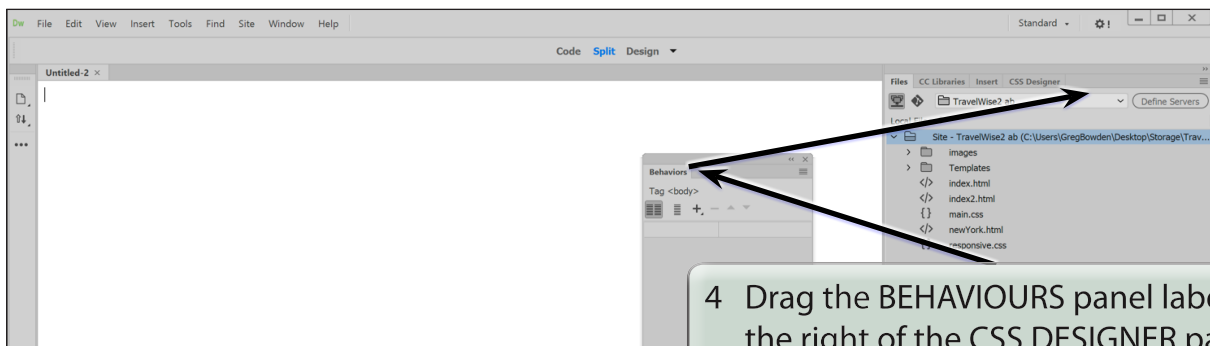 Dw File Edit View Insert Tools Find Site Window Help Standard !
Code Split Design
Untitled-2 ×
Files CC Libraries Insert CSS Designer
TravelWise2 ab Define Servers
Site - TravelWise2 ab (C:\Users\GregBowden\Desktop\Storage\Trav...
images
Templates
</> index.html
</> index2.html
{} main.css
</> newYork.html
responsive.css
Behaviors
Tag <body>
4 Drag the BEHAVIOURS panel
the right of the CSS DESIGNER